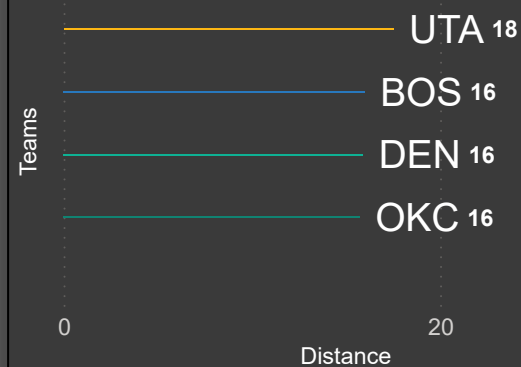 UTA 18
BOS 16
DEN 16
OKC 16
Teams
0 20
Distance